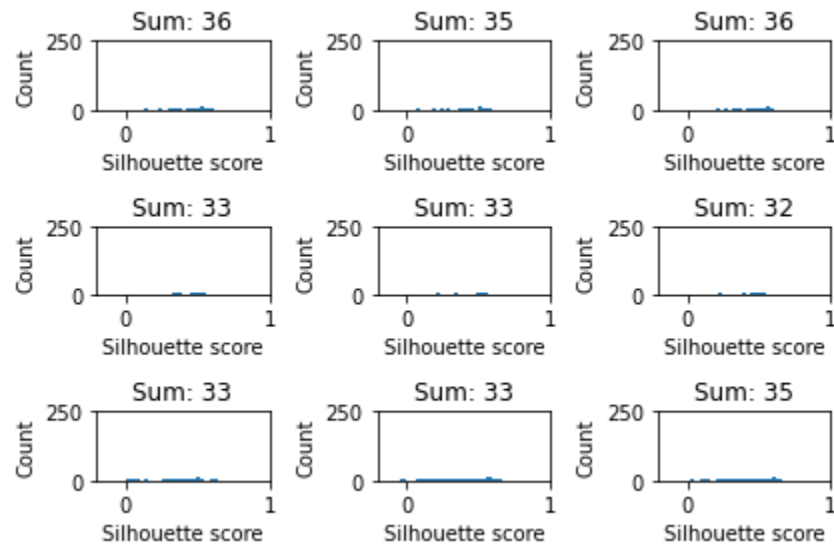 Sum: 36 Sum: 35 Sum: 36
250 250 250
Count Count Count
0 0 0
0 1 0 1 0 1
Silhouette score Silhouette score Silhouette score
Sum: 33 Sum: 33 Sum: 32
250 250 250
Count Count Count
0 0 0
0 1 0 1 0 1
Silhouette score Silhouette score Silhouette score
Sum: 33 Sum: 33 Sum: 35
250 250 250
Count Count Count
0 0 0
0 1 0 1 0 1
Silhouette score Silhouette score Silhouette score